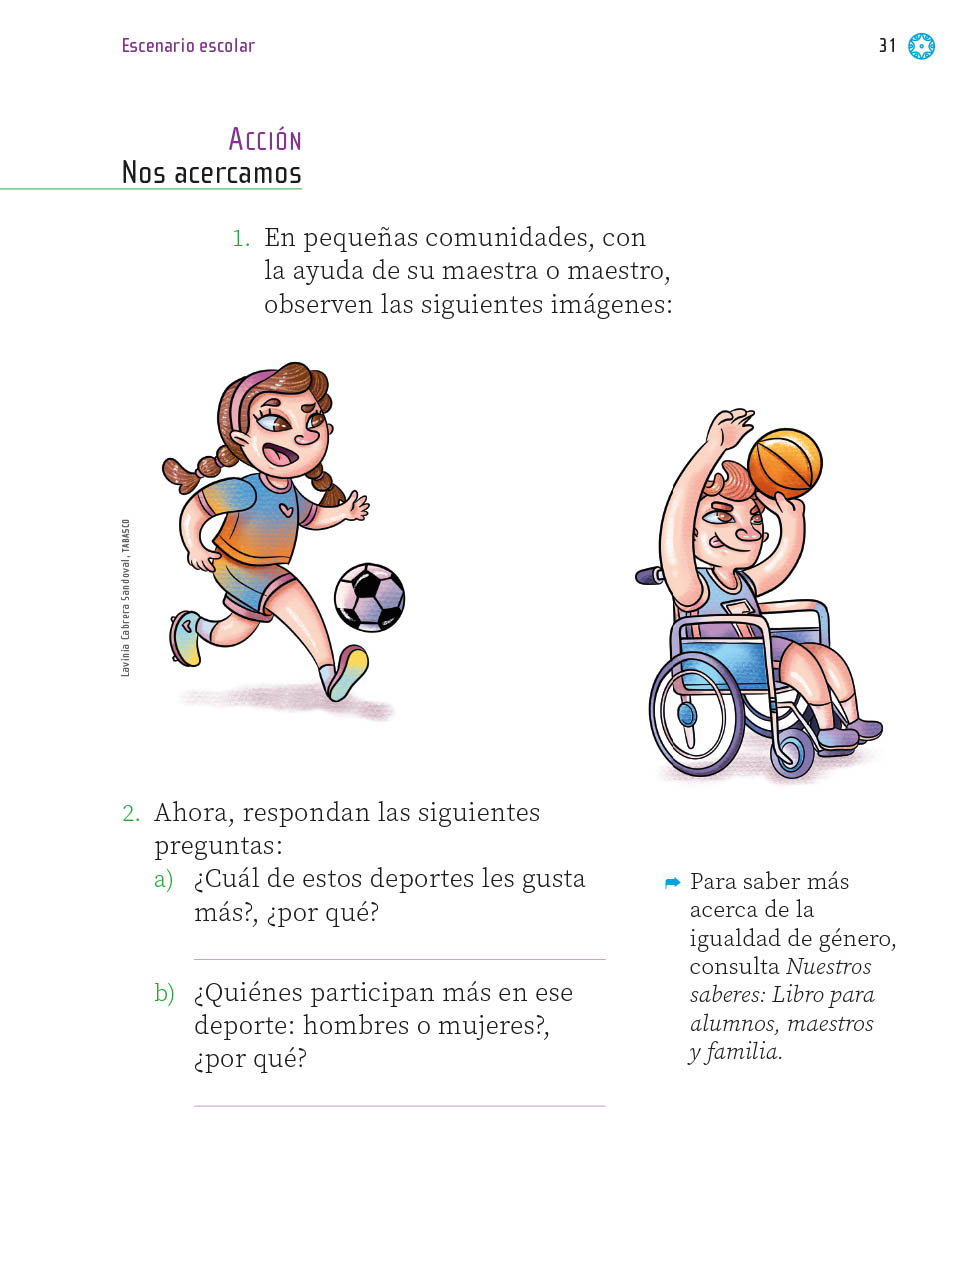 Escenario escolar
31
Acción
Nos acercamos
1. En pequeñas comunidades, con
la ayuda de su maestra o maestro,
observen las siguientes imágenes:
Lavinia Cabrera Sandoval, TABASCO
2. Ahora, respondan las siguientes
preguntas:
a) ¿Cuál de estos deportes les gusta
más?, ¿por qué?
b) ¿Quiénes participan más en ese
deporte: hombres o mujeres?,
¿por qué?
➦ Para saber más
acerca de la
igualdad de género,
consulta Nuestros
saberes: Libro para
alumnos, maestros
y familia.